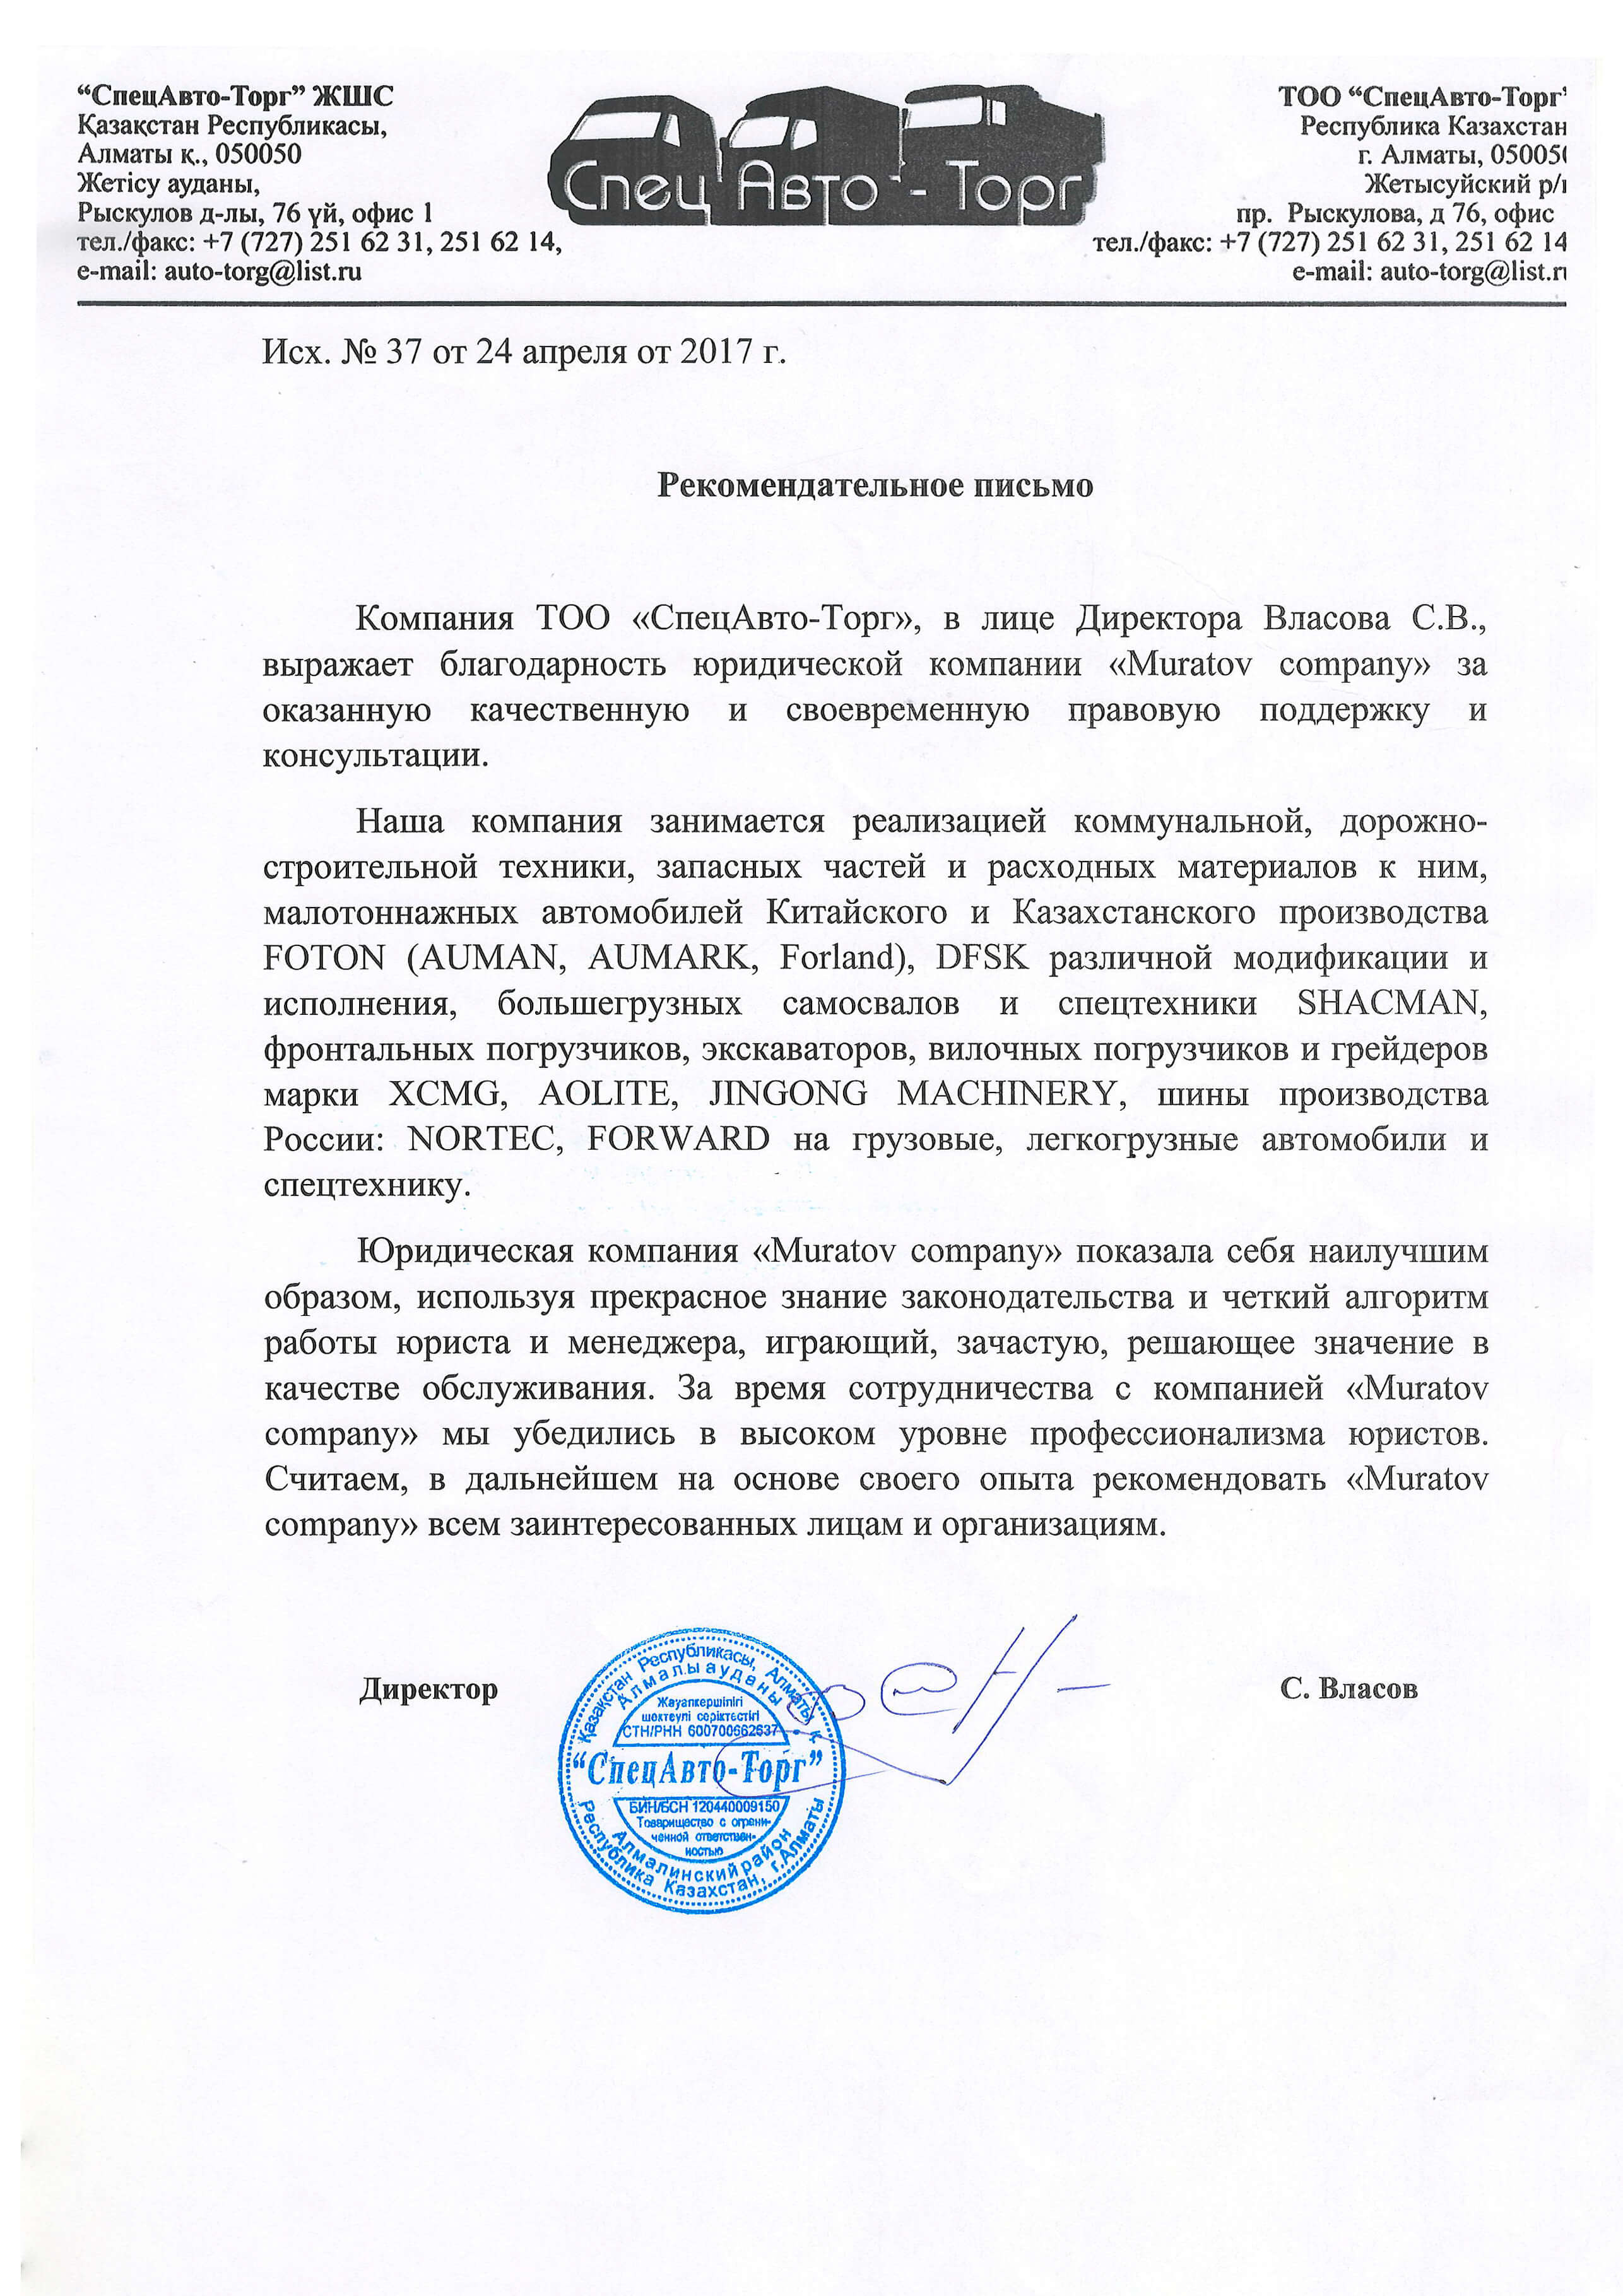 “СпецАвто-Торг” ЖШС
Қазақстан Республикасы,
Алматы қ., 050050
Жетісу ауданы,
Рыскулов д-лы, 76 үй, офис 1
тел./факс: +7 (727) 251 62 31, 251 62 14,
e-mail: auto-torg@list.ru
Спец Авто - Торг
ТОО “СпецАвто-Торг"
Республика Казахстан
г. Алматы, 05005
Жетысуйский р/
пр. Рыскулова, д 76, офис
тел./факс: +7 (727) 251 62 31, 251 62 14
e-mail: auto-torg@list.r
Исх. № 37 от 24 апреля от 2017 г.
Рекомендательное письмо
Компания ТОО «СпецАвто-Торг», в лице Директора Власова С.В.,
выражает благодарность юридической компании «Muratov company» за
оказанную качественную и своевременную правовую поддержку и
консультации.
Наша компания занимается реализацией коммунальной, дорожно-
строительной техники, запасных частей и расходных материалов к ним,
малотоннажных автомобилей Китайского и Казахстанского производства
FOTON (AUMAN, AUMARK, Forland), DFSK различной модификации и
исполнения, большегрузных самосвалов и спецтехники SHACMAN,
фронтальных погрузчиков, экскаваторов, вилочных погрузчиков и грейдеров
марки XCMG, AOLITE, JINGONG MACHINERY, шины производства
России: NORTEC, FORWARD на грузовые, легкогрузные автомобили и
спецтехнику.
Юридическая компания «Muratov company» показала себя наилучшим
образом, используя прекрасное знание законодательства и четкий алгоритм
работы юриста и менеджера, играющий, зачастую, решающее значение в
качестве обслуживания. За время сотрудничества с компанией «Muratov
company» мы убедились в высоком уровне профессионализма юристов.
Считаем, в дальнейшем на основе своего опыта рекомендовать «Muratov
company» всем заинтересованных лицам и организациям.
Директор
С. Власов
Қазақстан Республикасы, Алматы қ.
Алмалы ауданы
Жауапкершілігі
шектеулі серіктестігі
СТН/РНН 600700662637
“СпецАвто-Торг”
БИН/БСН 120440009150
Товарищество с ограни-
ченной ответствен-
ностью
Алмалинский район
Республика Казахстан, г.Алматы